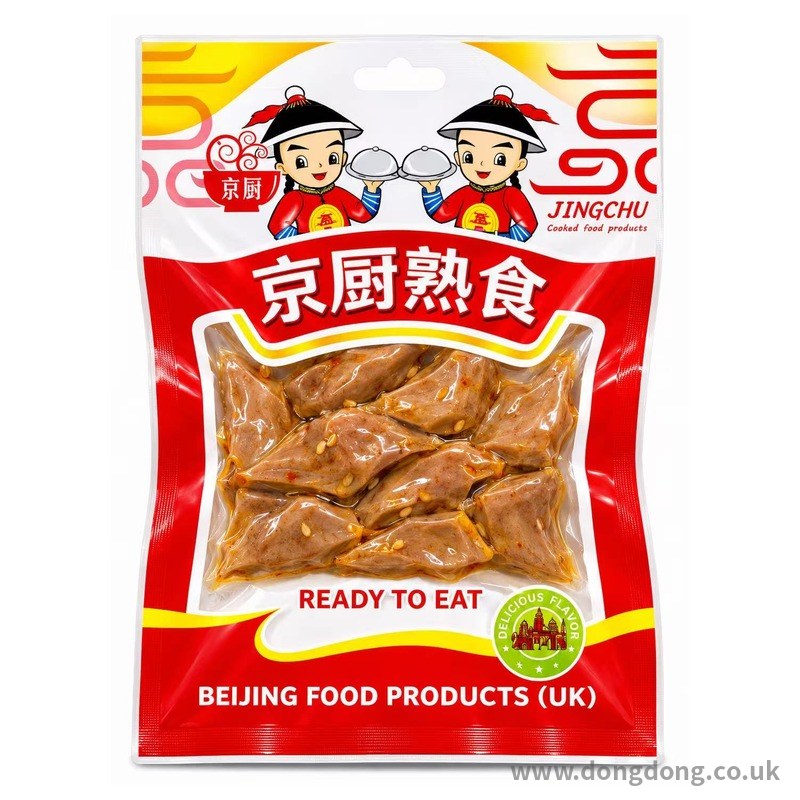 京厨
JINGCHU
Cooked food products
京厨熟食
READY TO EAT
DELICIOUS FLAVOR
BEIJING FOOD PRODUCTS (UK)
www.dongdong.co.uk